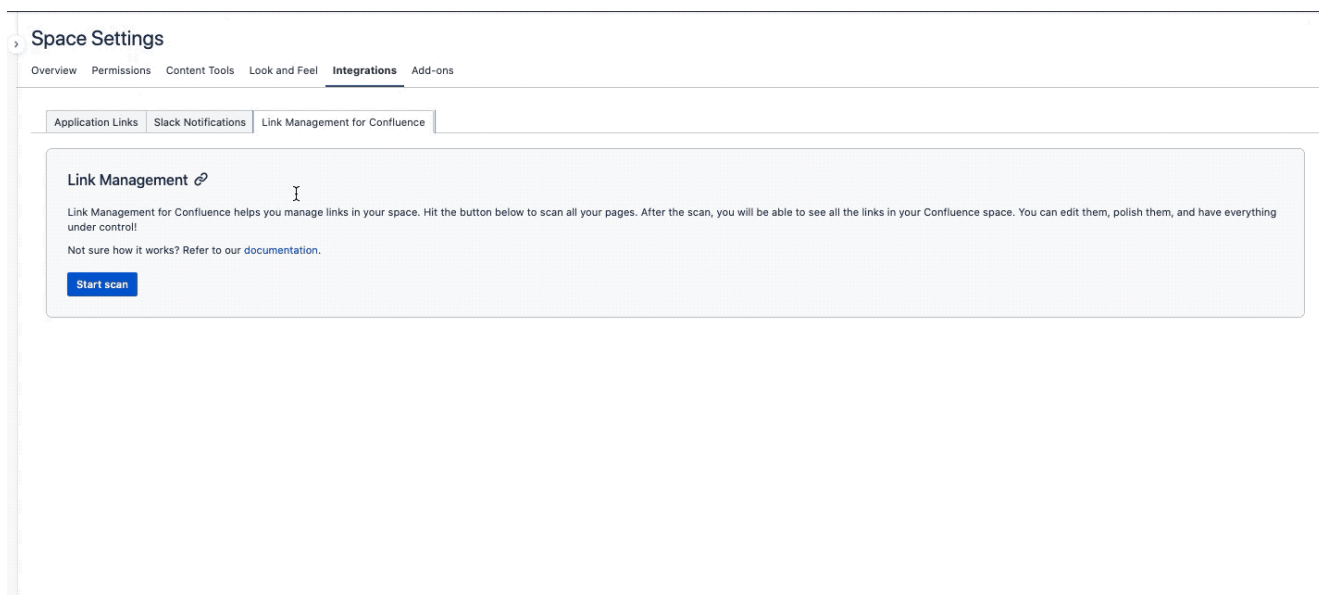 Space Settings
Overview Permissions Content Tools Look and Feel Integrations Add-ons
Application Links Slack Notifications Link Management for Confluence
Link Management
Link Management for Confluence helps you manage links in your space. Hit the button below to scan all your pages. After the scan, you will be able to see all the links in your Confluence space. You can edit them, polish them, and have everything
under control!
Not sure how it works? Refer to our documentation.
Start scan